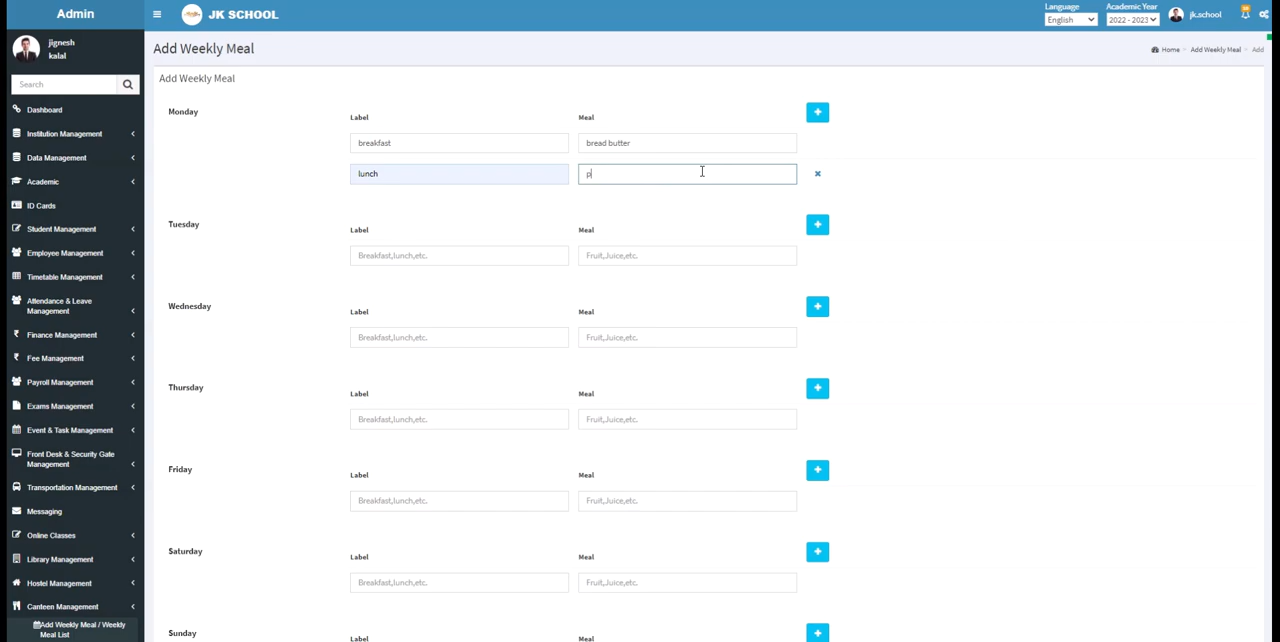 Admin
JK SCHOOL
Language
English
Academic Year
2022 - 2023
jk.school
jignesh
kalal
Search
Dashboard
Institution Management
Data Management
Academic
ID Cards
Student Management
Employee Management
Timetable Management
Attendance & Leave
Management
Finance Management
Fee Management
Payroll Management
Exams Management
Event & Task Management
Front Desk & Security Gate
Management
Transportation Management
Messaging
Online Classes
Library Management
Hostel Management
Canteen Management
Add Weekly Meal / Weekly
Meal List
Add Weekly Meal
Home
Add Weekly Meal
Add
Add Weekly Meal
Monday
Label
Meal
breakfast
bread butter
lunch
p
Tuesday
Label
Meal
Breakfast,lunch,etc.
Fruit,Juice,etc.
Wednesday
Label
Meal
Breakfast,lunch,etc.
Fruit,Juice,etc.
Thursday
Label
Meal
Breakfast,lunch,etc.
Fruit,Juice,etc.
Friday
Label
Meal
Breakfast,lunch,etc.
Fruit,Juice,etc.
Saturday
Label
Meal
Breakfast,lunch,etc.
Fruit,Juice,etc.
Sunday
Label
Meal